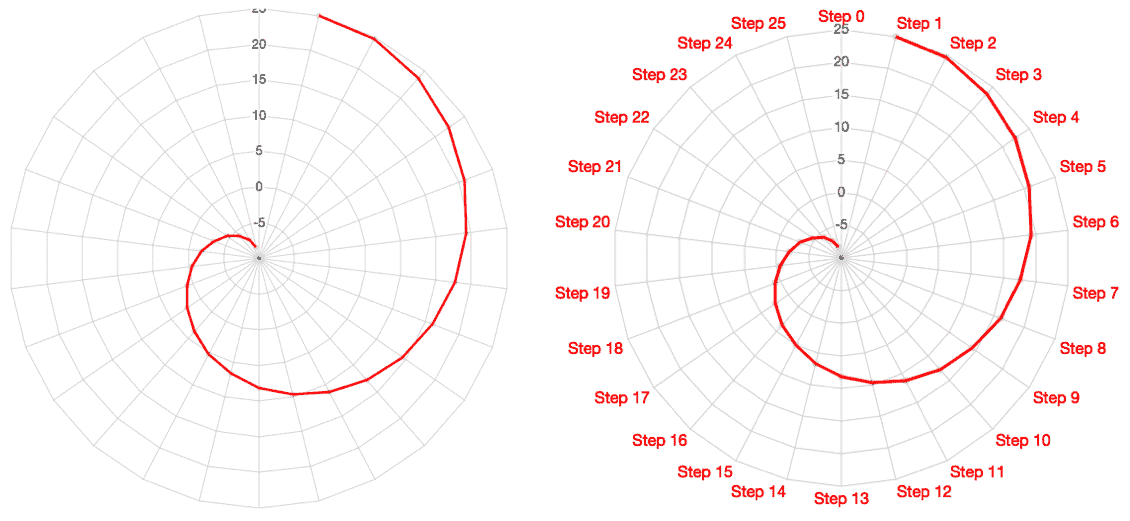 25
20
15
10
5
0
-5
Step 0
Step 1
Step 2
Step 3
Step 4
Step 5
Step 6
Step 7
Step 8
Step 9
Step 10
Step 11
Step 12
Step 13
Step 14
Step 15
Step 16
Step 17
Step 18
Step 19
Step 20
Step 21
Step 22
Step 23
Step 24
Step 25
25
20
15
10
5
0
-5